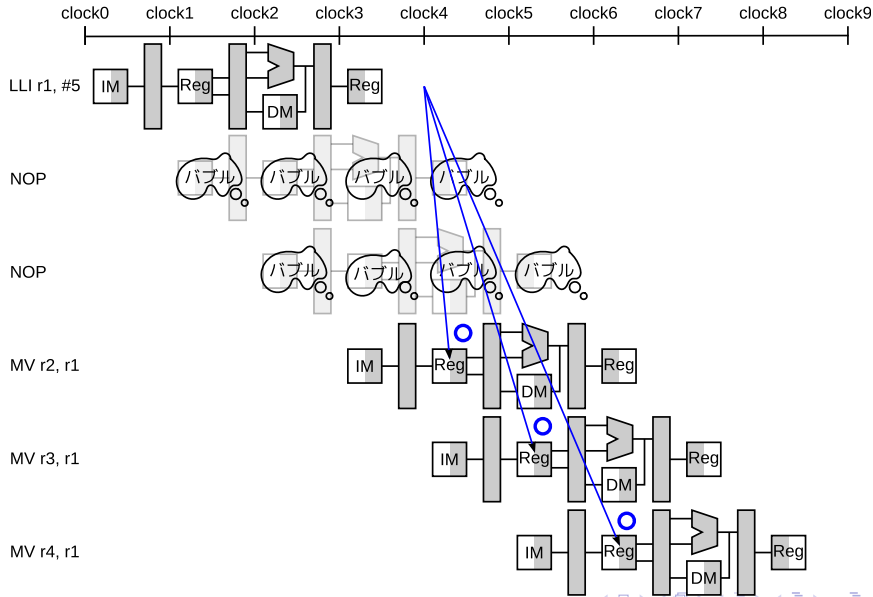 clock0 clock1 clock2 clock3 clock4 clock5 clock6 clock7 clock8 clock9
LLI r1, #5 IM Reg DM Reg
NOP バブル バブル バブル バブル
NOP バブル バブル バブル バブル
MV r2, r1 IM Reg DM Reg
MV r3, r1 IM Reg DM Reg
MV r4, r1 IM Reg DM Reg